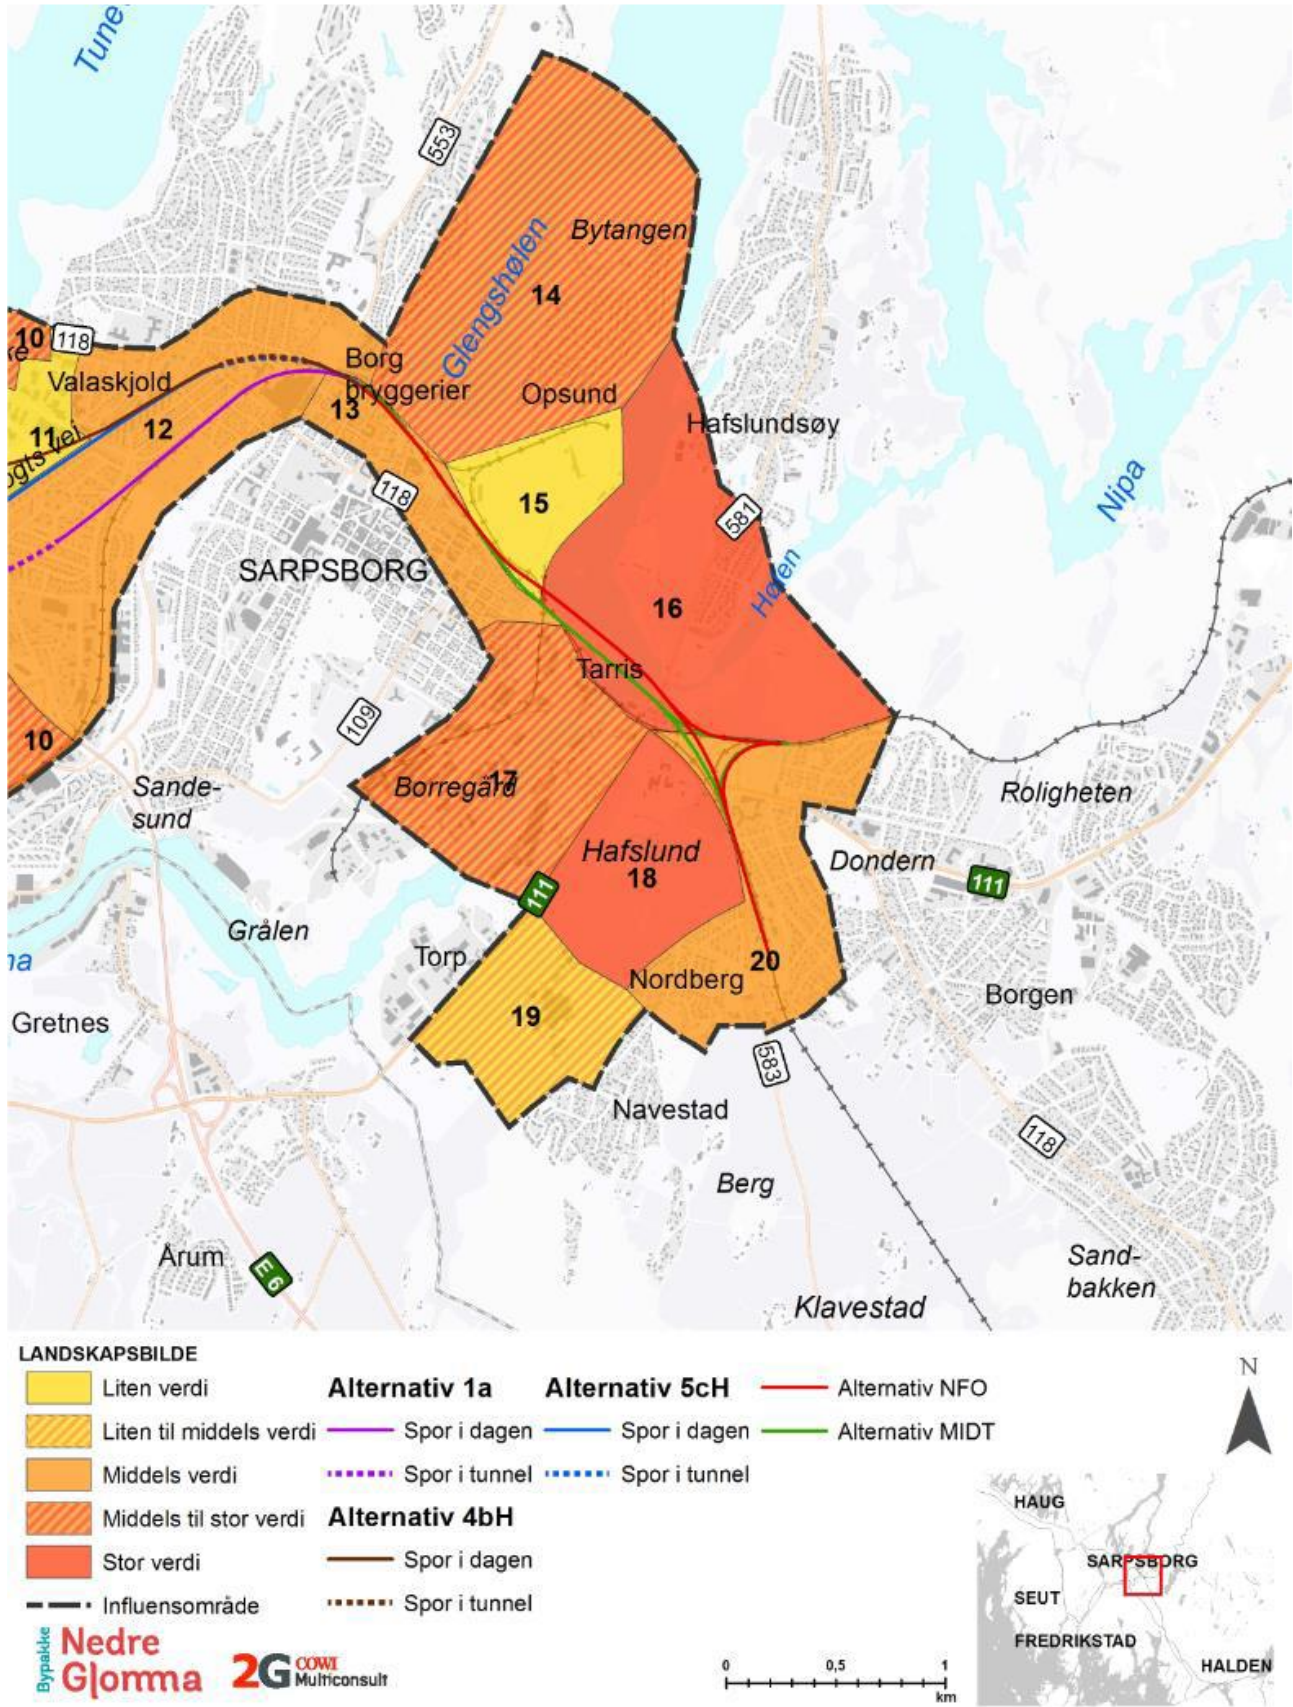 Tune
553
Bytangen
Glengshølen
14
10
118
re
Valaskjold
Borg
bryggerier
Opsund
13
12
11
ogts vei
Hafslundsøy
118
15
581
Nipa
SARPSBORG
Hølen
16
Tarris
109
10
Sande-
sund
Borregård
17
Roligheten
Hafslund
18
Dondern
111
111
Grålen
Torp
na
20
Nordberg
Borgen
Gretnes
19
583
Navestad
118
Berg
Årum
E 6
Sand-
bakken
Klavestad
LANDSKAPSBILDE
Liten verdi
Liten til middels verdi
Middels verdi
Middels til stor verdi
Stor verdi
Influensområde
Alternativ 1a
Spor i dagen
Spor i tunnel
Alternativ 4bH
Spor i dagen
Spor i tunnel
Alternativ 5cH
Spor i dagen
Spor i tunnel
Alternativ NFO
Alternativ MIDT
N
HAUG
SARPSBORG
SEUT
FREDRIKSTAD
HALDEN
Bypakke
Nedre
Glomma
2G COWI
Multiconsult
0 0,5 1
km